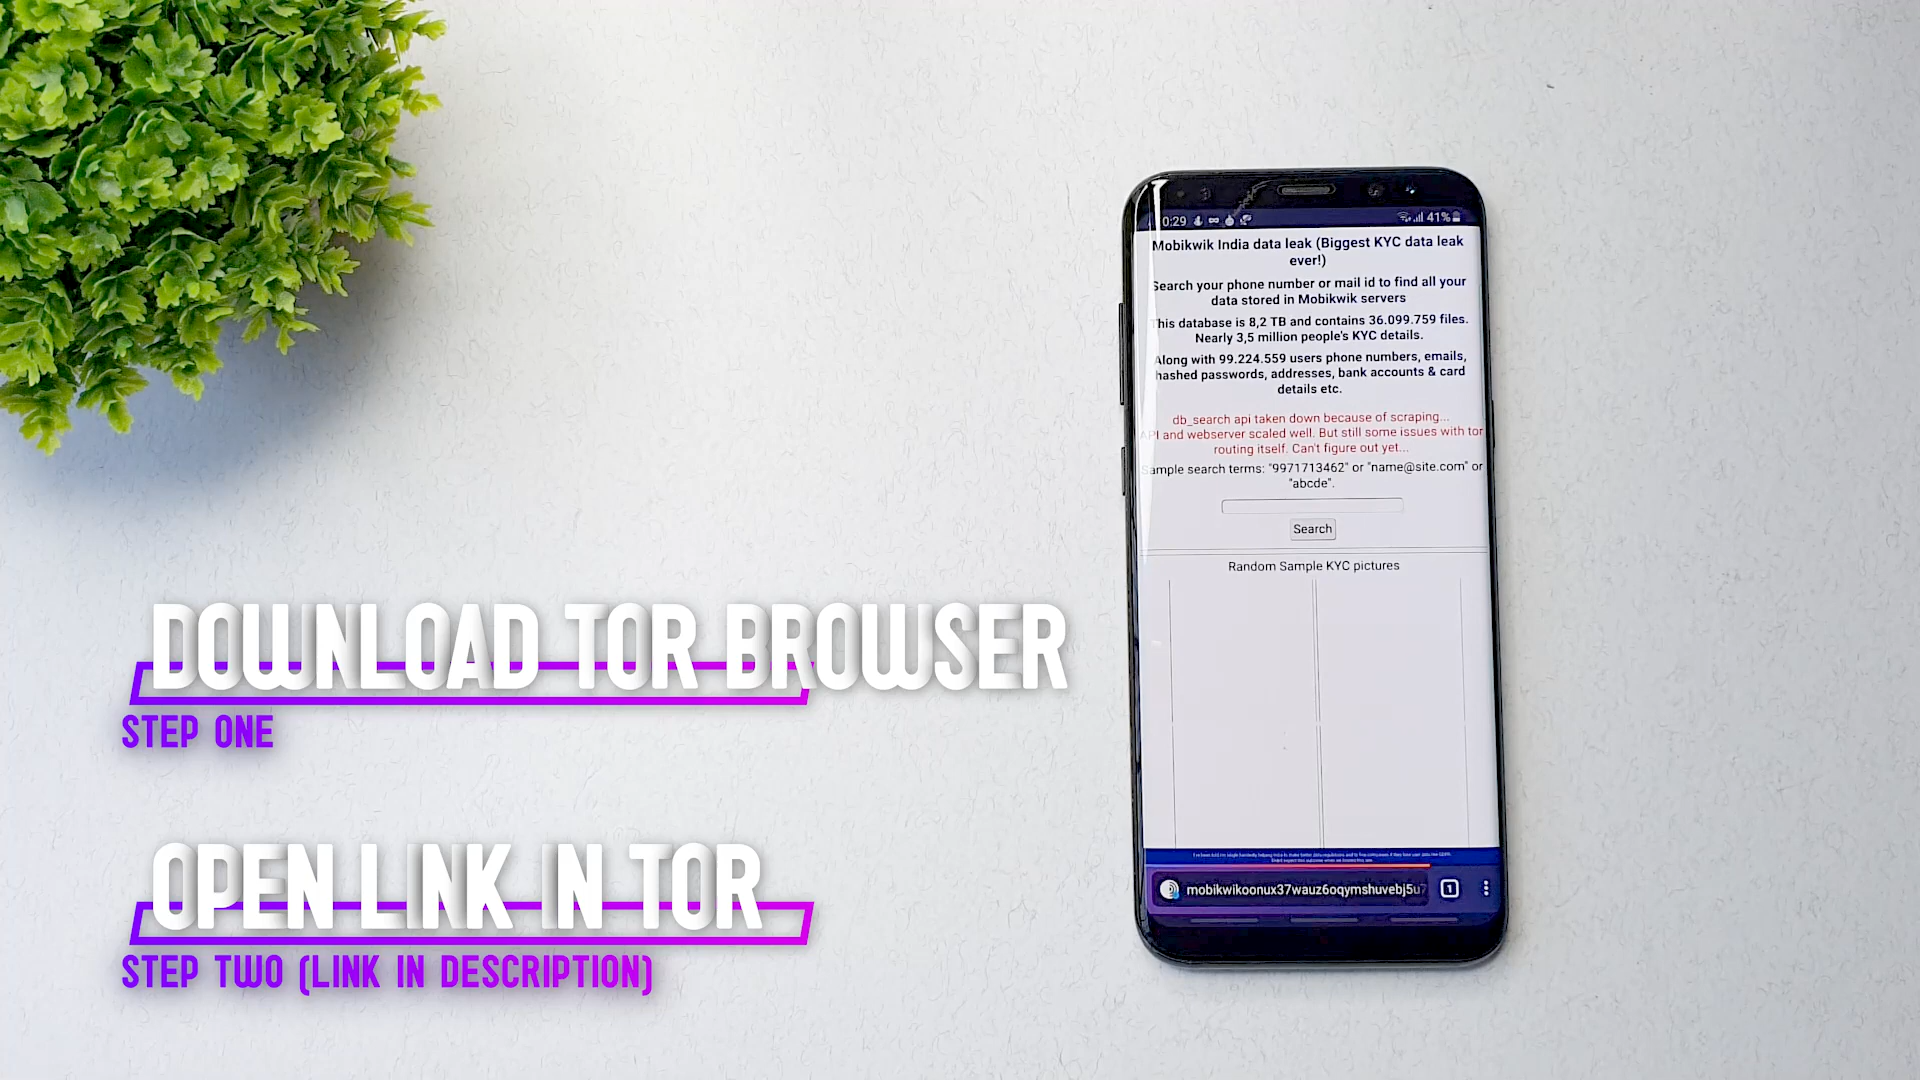 0:29
41%
Mobikwik India data leak (Biggest KYC data leak
ever!)
Search your phone number or mail id to find all your
data stored in Mobikwik servers
This database is 8,2 TB and contains 36.099.759 files.
Nearly 3,5 million people's KYC details.
Along with 99.224.559 users phone numbers, emails,
hashed passwords, addresses, bank accounts & card
details etc.
db_search api taken down because of scraping...
API and webserver scaled well. But still some issues with tor
routing itself. Can't figure out yet...
Sample search terms: "9971713462" or "name@site.com" or
"abcde".
Search
Random Sample KYC pictures
mobikwikoonux37wauz6oqymshuvebj5u7
1
DOWNLOAD TOR BROWSER
STEP ONE
OPEN LINK IN TOR
STEP TWO (LINK IN DESCRIPTION)